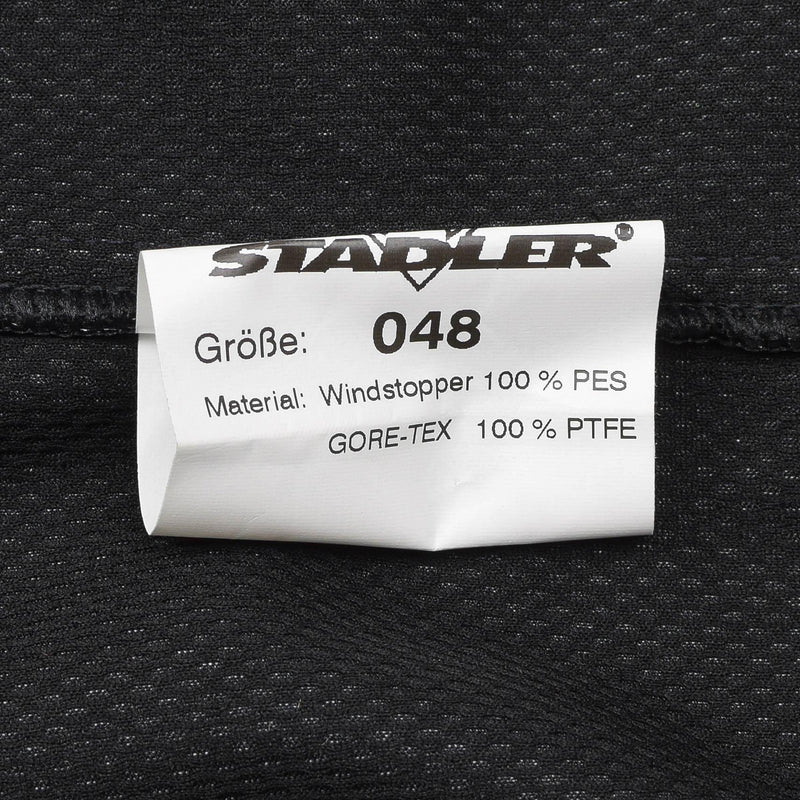 STADLER®
Größe: 048
Material: Windstopper 100 % PES
GORE-TEX 100 % PTFE